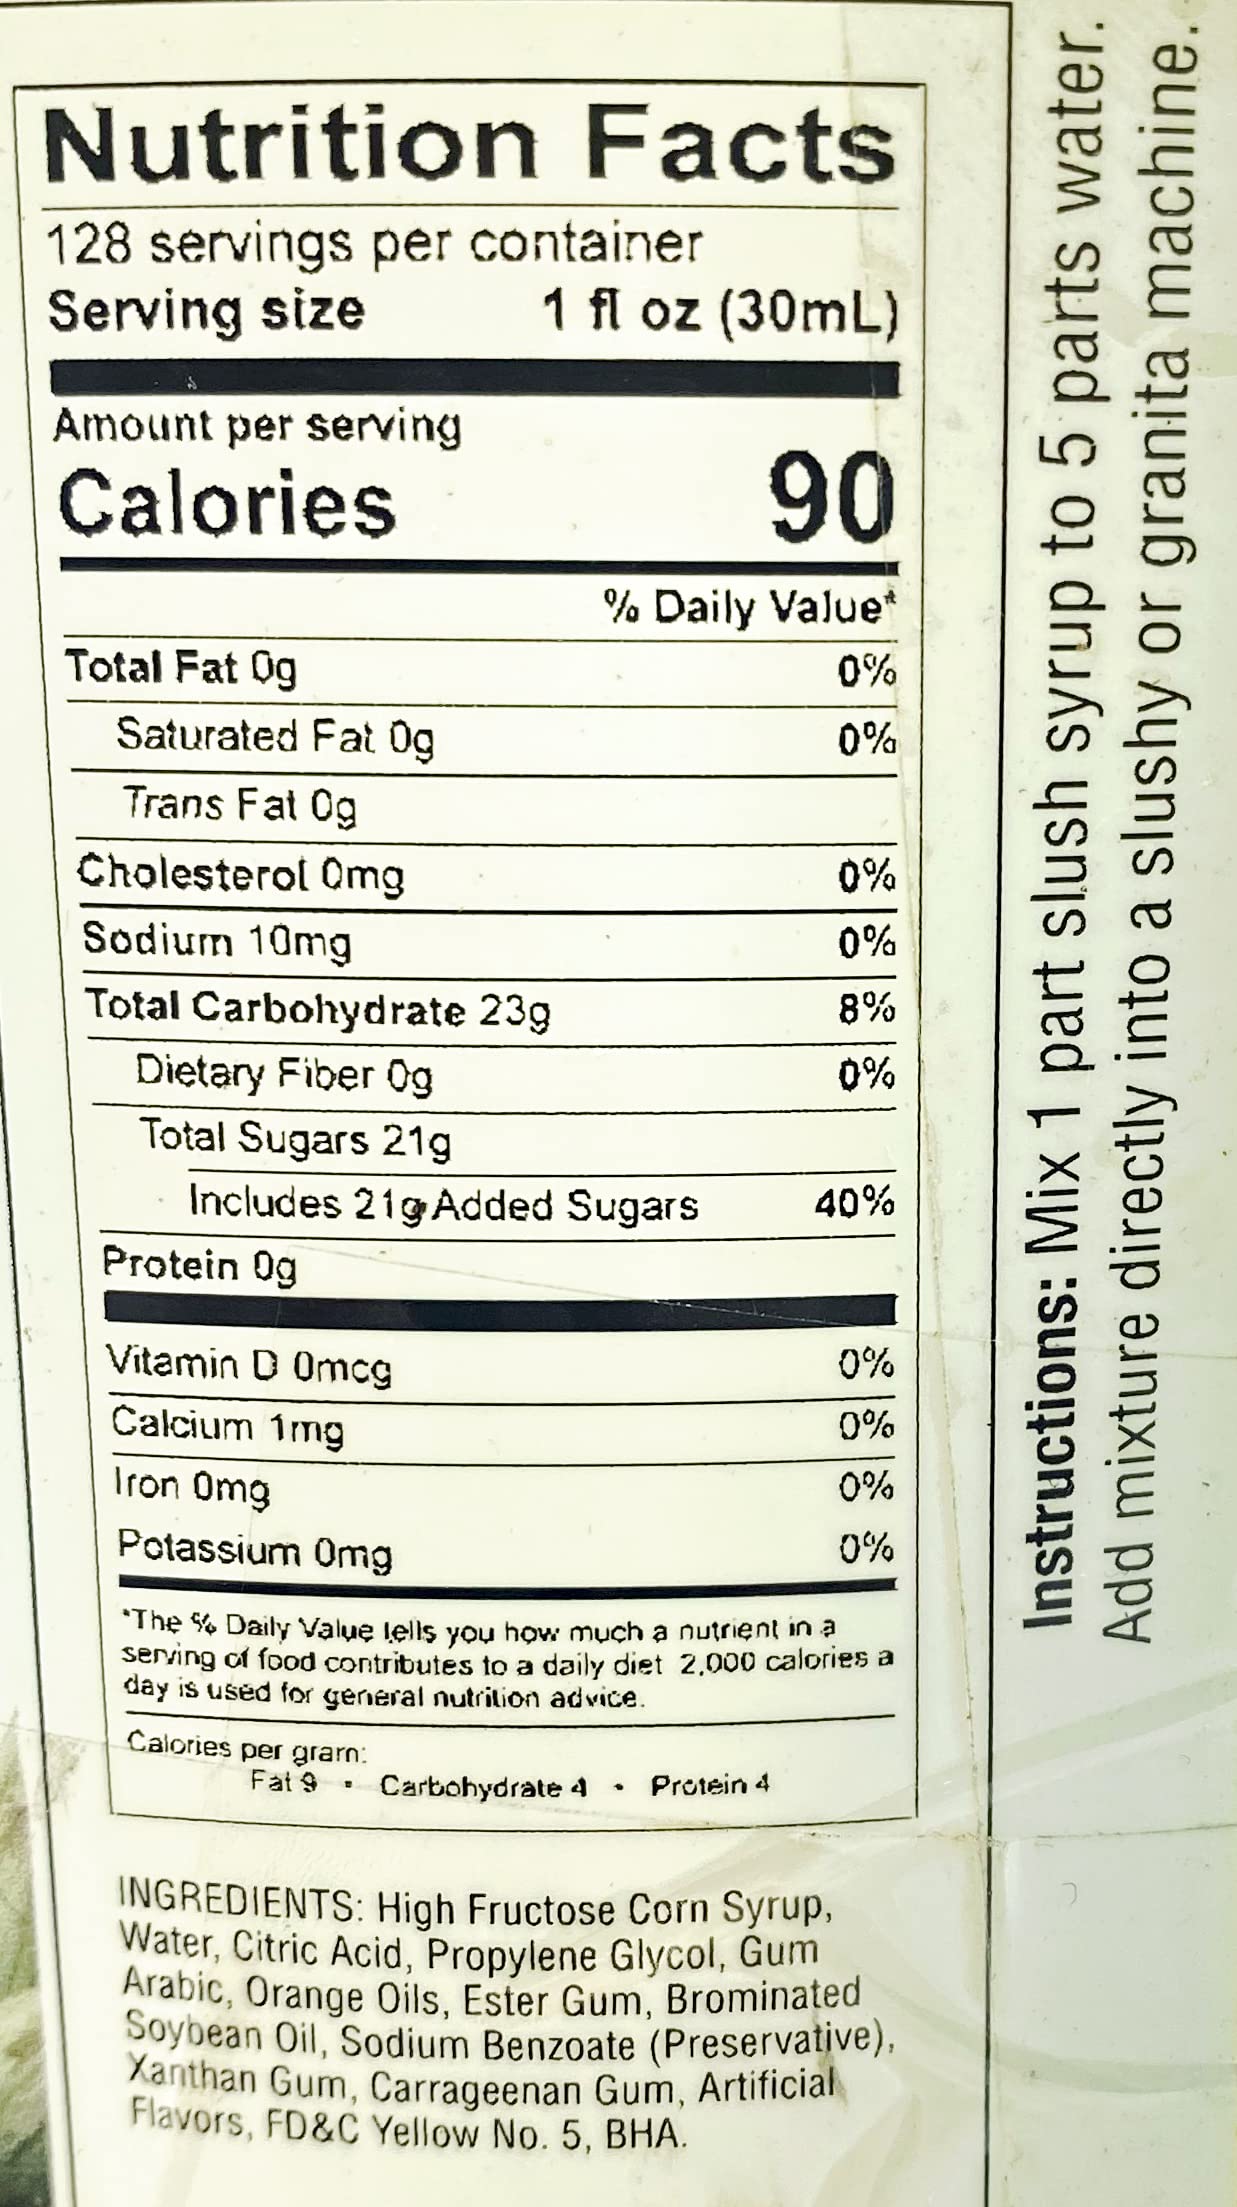 Nutrition Facts
128 servings per container
Serving size 1 fl oz (30mL)
Amount per serving
Calories 90
% Daily Value*
Total Fat 0g 0%
Saturated Fat 0g 0%
Trans Fat 0g
Cholesterol 0mg 0%
Sodium 10mg 0%
Total Carbohydrate 23g 8%
Dietary Fiber 0g 0%
Total Sugars 21g
Includes 21g Added Sugars 40%
Protein 0g
Vitamin D 0mcg 0%
Calcium 1mg 0%
Iron 0mg 0%
Potassium 0mg 0%
*The % Daily Value tells you how much a nutrient in a
serving of food contributes to a daily diet 2,000 calories a
day is used for general nutrition advice.
Calories per gram:
Fat 9 • Carbohydrate 4 • Protein 4
INGREDIENTS: High Fructose Corn Syrup,
Water, Citric Acid, Propylene Glycol, Gum
Arabic, Orange Oils, Ester Gum, Brominated
Soybean Oil, Sodium Benzoate (Preservative),
Xanthan Gum, Carrageenan Gum, Artificial
Flavors, FD&C Yellow No. 5, BHA.
Instructions: Mix 1 part slush syrup to 5 parts water.
Add mixture directly into a slushy or granita machine.